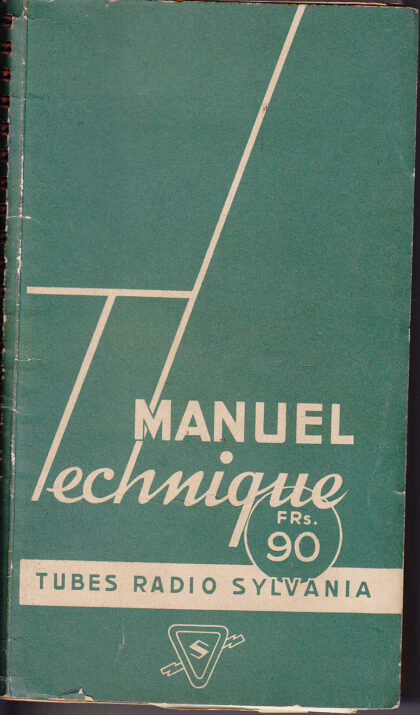 MANUEL
Technique
FRs.
90
TUBES RADIO SYLVANIA
S